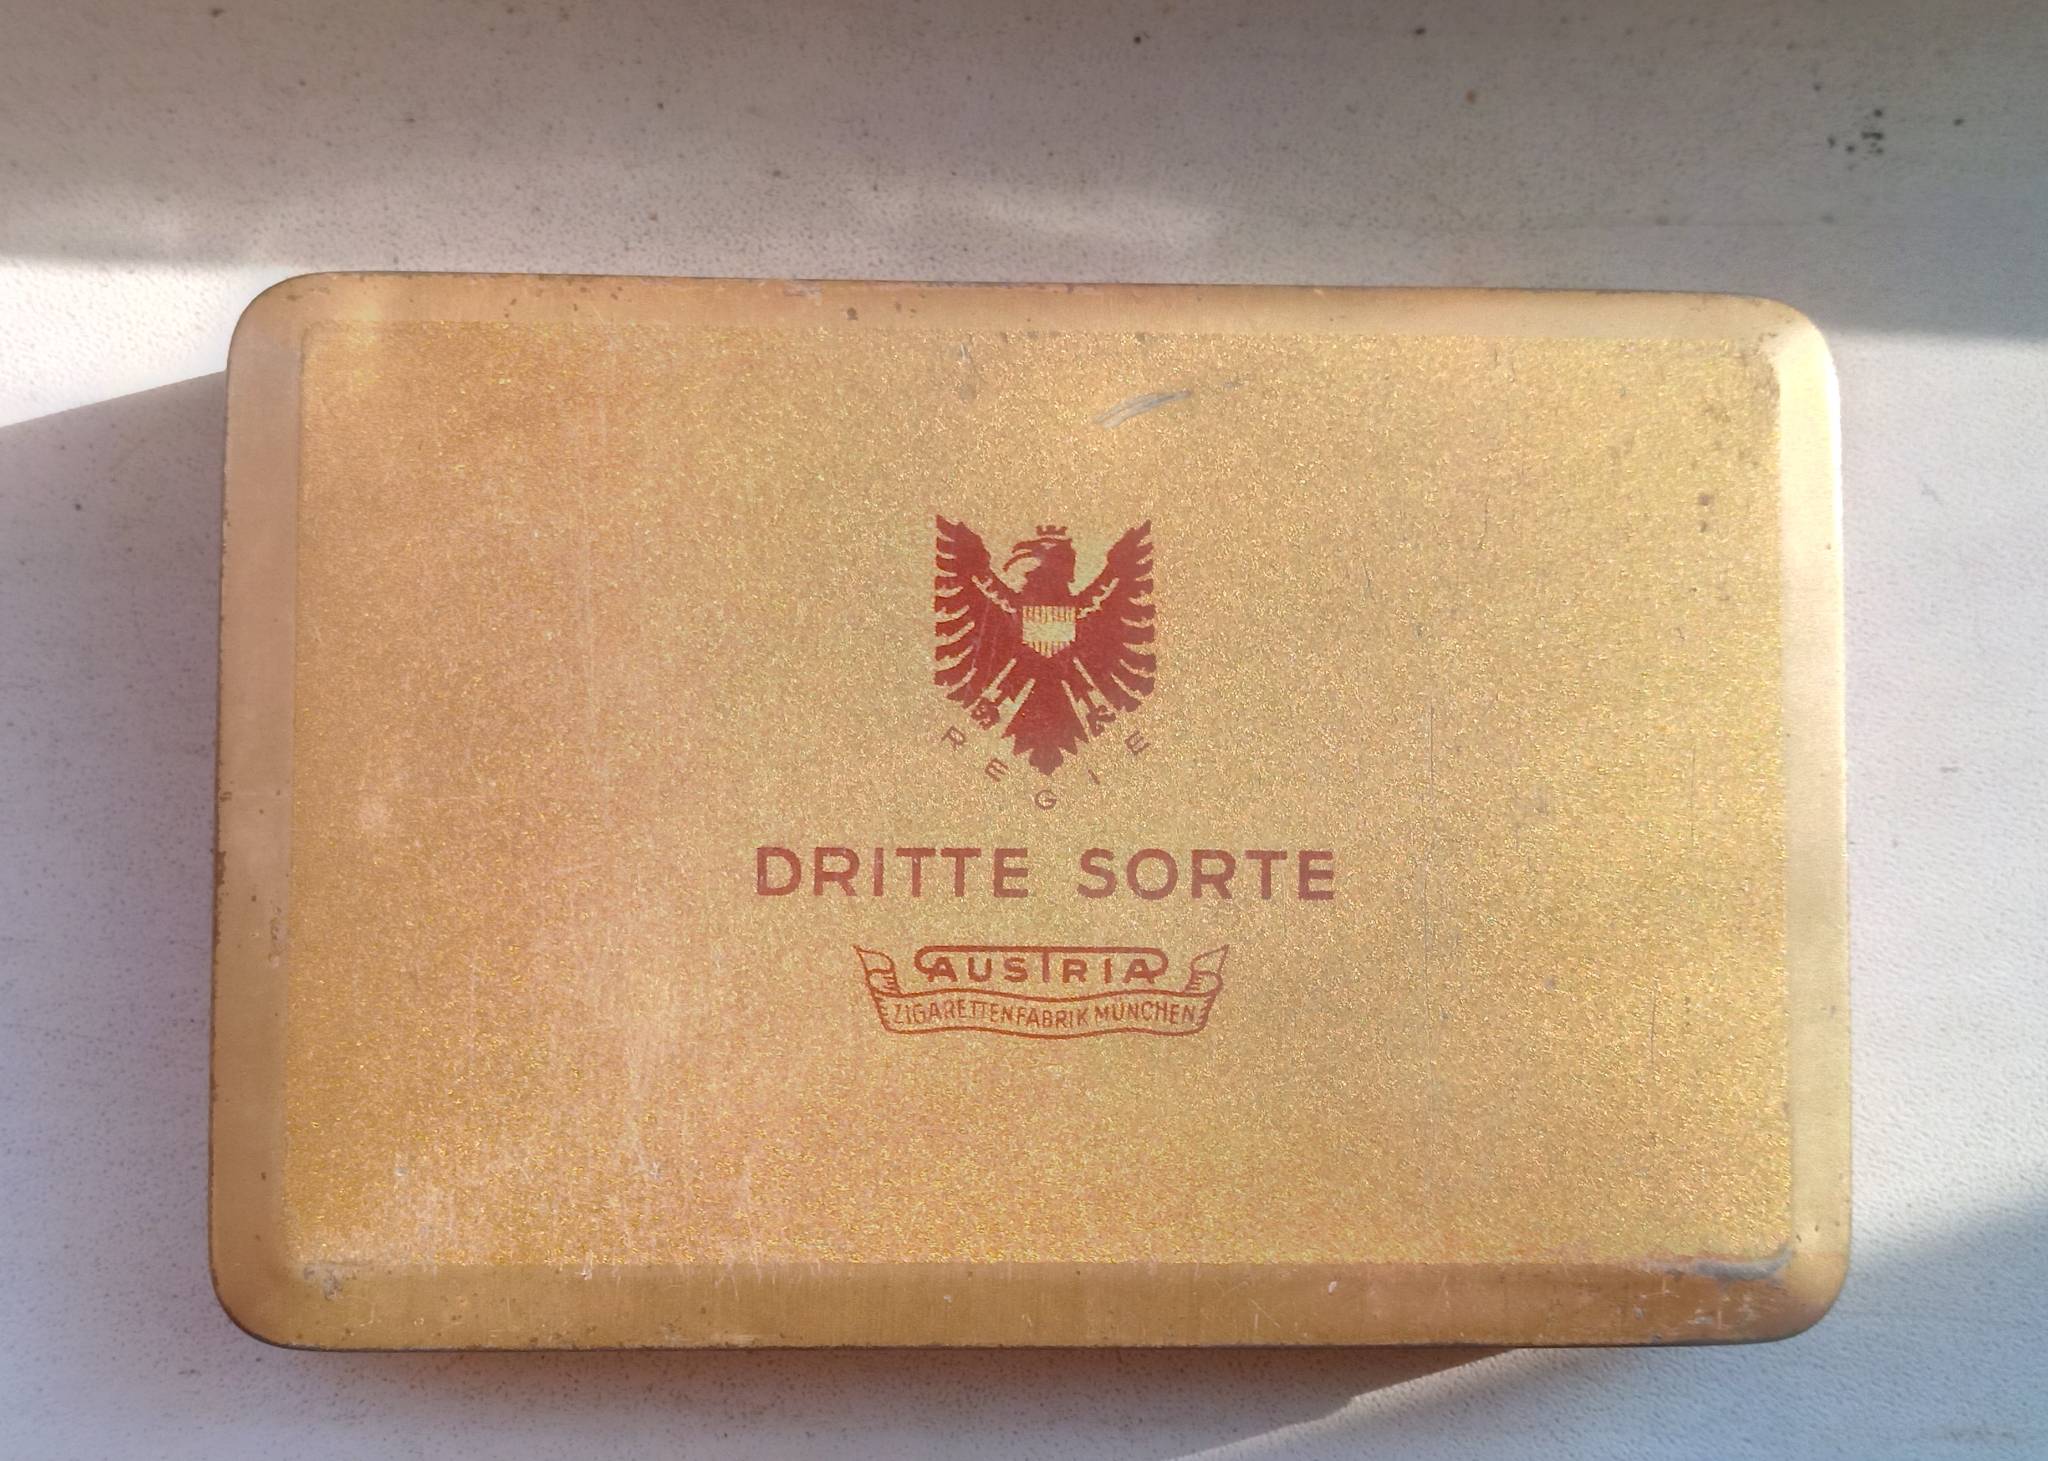 REGIE
DRITTE SORTE
AUSTRIA
ZIGARETTENFABRIK MÜNCHEN